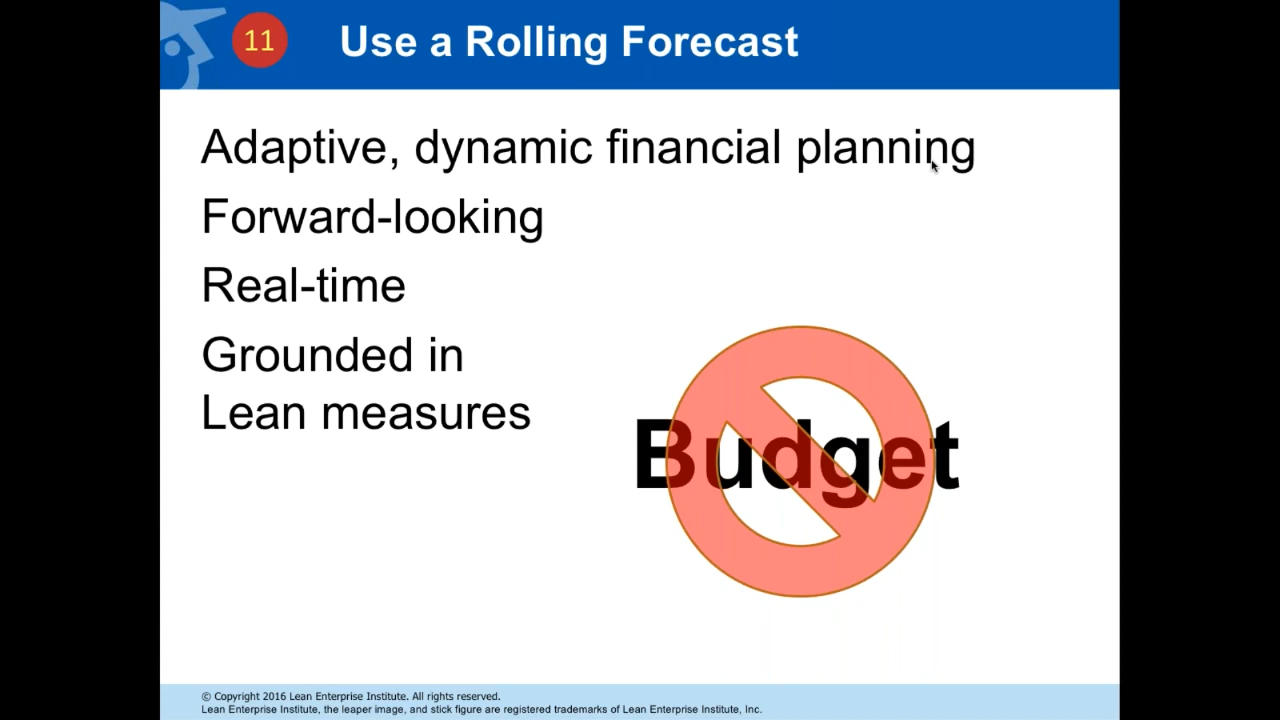 11
Use a Rolling Forecast
Adaptive, dynamic financial planning
Forward-looking
Real-time
Grounded in
Lean measures
Budget
© Copyright 2016 Lean Enterprise Institute. All rights reserved.
Lean Enterprise Institute, the leaper image, and stick figure are registered trademarks of Lean Enterprise Institute, Inc.